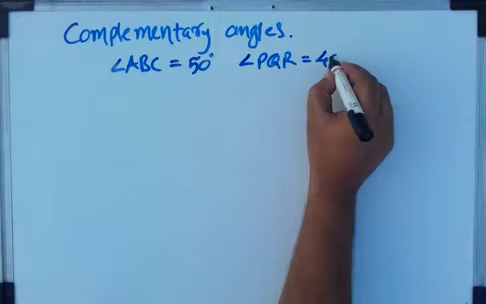 Complementary angles.
∠ABC = 50° ∠PQR = 4